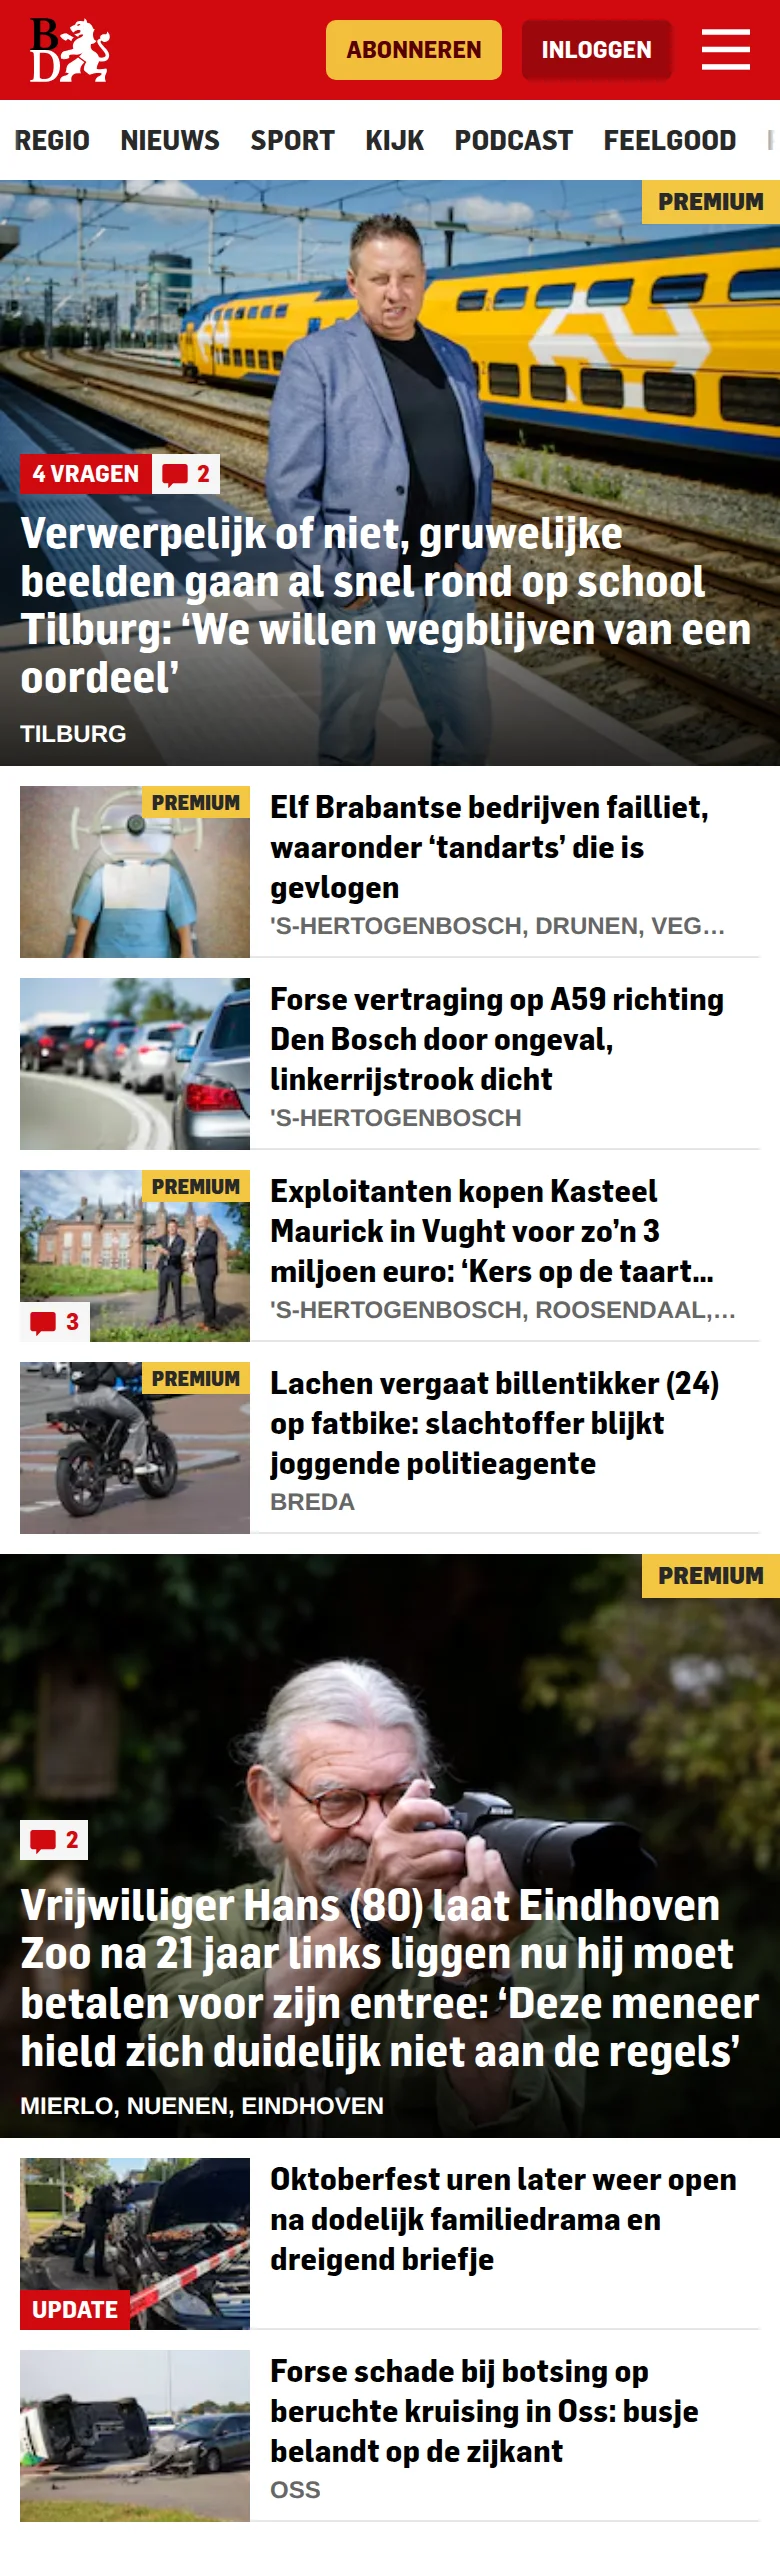 BD
ABONNEREN
INLOGGEN
REGIO NIEUWS SPORT KIJK PODCAST FEELGOOD
PREMIUM
4 VRAGEN 2
Verwerpelijk of niet, gruwelijke
beelden gaan al snel rond op school
Tilburg: ‘We willen wegblijven van een
oordeel’
TILBURG
PREMIUM
Elf Brabantse bedrijven failliet,
waaronder ‘tandarts’ die is
gevlogen
'S-HERTOGENBOSCH, DRUNEN, VEG...
Forse vertraging op A59 richting
Den Bosch door ongeval,
linkerrijstrook dicht
'S-HERTOGENBOSCH
PREMIUM
3
Exploitanten kopen Kasteel
Maurick in Vught voor zo’n 3
miljoen euro: ‘Kers op de taart...
'S-HERTOGENBOSCH, ROOSENDAAL,...
PREMIUM
Lachen vergaat billentikker (24)
op fatbike: slachtoffer blijkt
joggende politieagente
BREDA
PREMIUM
2
Vrijwilliger Hans (80) laat Eindhoven
Zoo na 21 jaar links liggen nu hij moet
betalen voor zijn entree: ‘Deze meneer
hield zich duidelijk niet aan de regels’
MIERLO, NUENEN, EINDHOVEN
UPDATE
Oktoberfest uren later weer open
na dodelijk familiedrama en
dreigend briefje
Forse schade bij botsing op
beruchte kruising in Oss: busje
belandt op de zijkant
OSS